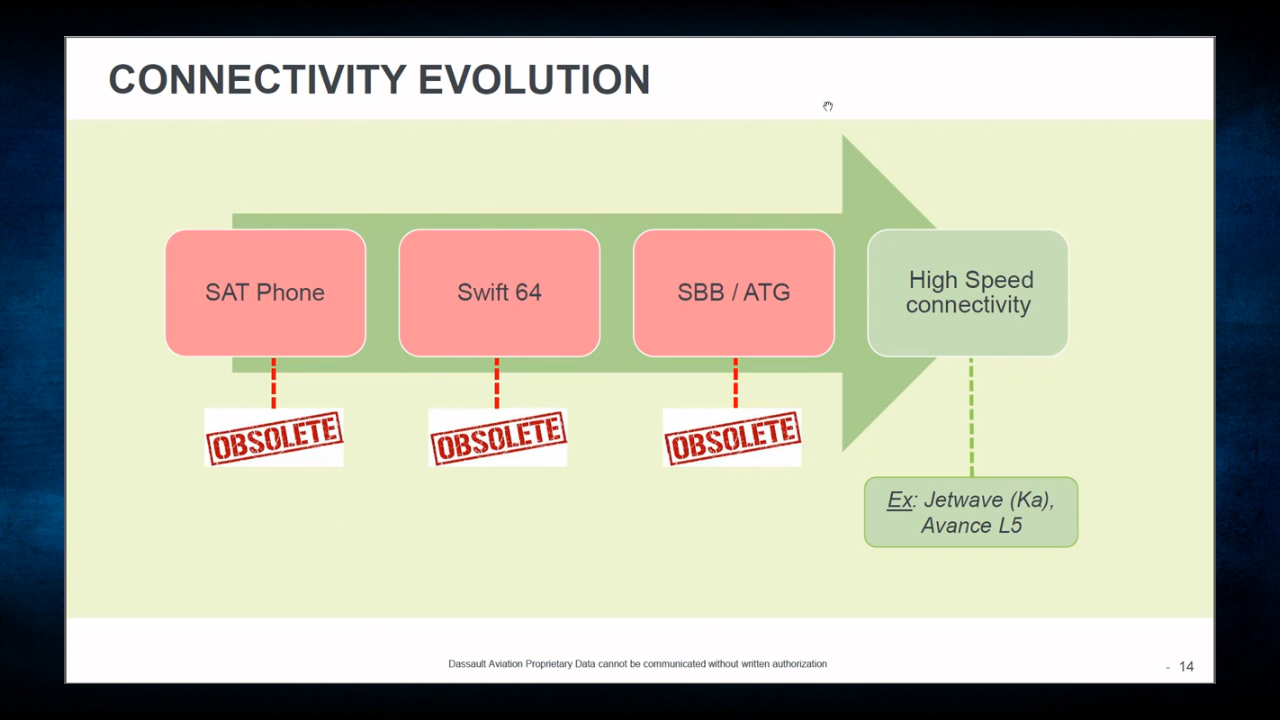 CONNECTIVITY EVOLUTION
SAT Phone
Swift 64
SBB / ATG
High Speed
connectivity
OBSOLETE
OBSOLETE
OBSOLETE
Ex: Jetwave (Ka),
Avance L5
Dassault Aviation Proprietary Data cannot be communicated without written authorization
- 14